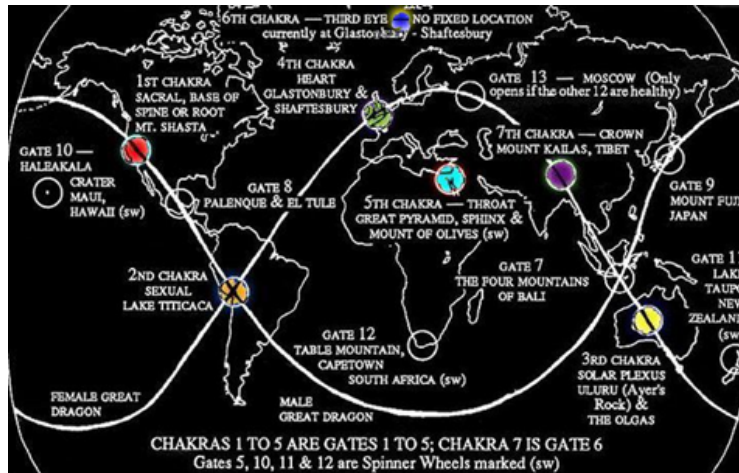 6TH CHAKRA — THIRD EYE NO FIXED LOCATION
currently at Glastonbury - Shaftesbury
4TH CHAKRA
HEART
GLASTONBURY &
SHAFTESBURY
GATE 13 — MOSCOW (Only
opens if the other 12 are healthy)
1ST CHAKRA
SACRAL, BASE OF
SPINE OR ROOT
MT. SHASTA
7TH CHAKRA — CROWN
MOUNT KAILAS, TIBET
GATE 10 —
HALEAKALA
CRATER
MAUI,
HAWAII (sw)
GATE 8
PALENQUE & EL TULE
5TH CHAKRA — THROAT
GREAT PYRAMID, SPHINX &
MOUNT OF OLIVES (sw)
GATE 9
MOUNT FUJI
JAPAN
2ND CHAKRA
SEXUAL
LAKE TITICACA
GATE 7
THE FOUR MOUNTAINS
OF BALI
GATE 11
LAKE
TAUPO
NEW
ZEALAND
(sw)
GATE 12
TABLE MOUNTAIN,
CAPETOWN
SOUTH AFRICA (sw)
3RD CHAKRA
SOLAR PLEXUS
ULURU (Ayer's
Rock) &
THE OLGAS
FEMALE GREAT
DRAGON
MALE
GREAT DRAGON
CHAKRAS 1 TO 5 ARE GATES 1 TO 5; CHAKRA 7 IS GATE 6
Gates 5, 10, 11 & 12 are Spinner Wheels marked (sw)